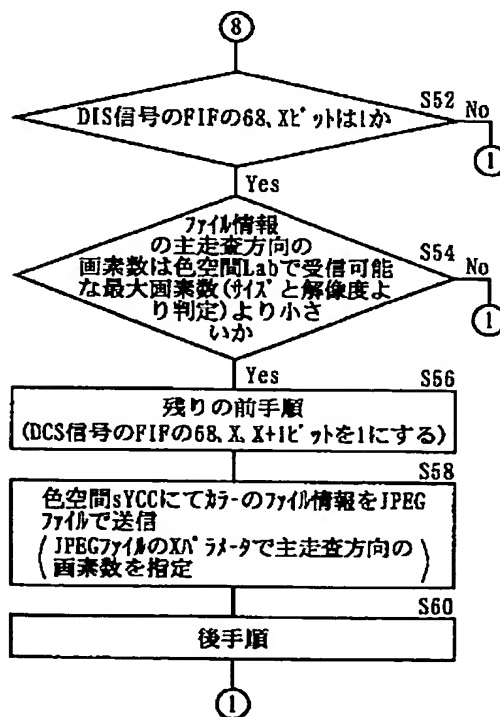 8
DIS信号のFIFの68、Xビットは1か
S52
No
1
Yes
ファイル情報
の主走査方向の
画素数は色空間Labで受信可能
な最大画素数(サイズと解像度よ
り判定)より小さ
いか
S54
No
1
Yes
S56
残りの前手順
(DCS信号のFIFの68、X、X+1ビットを1にする)
S58
色空間sYCCにてカラーのファイル情報をJPEG
ファイルで送信
(JPEGファイルのXパラメータで主走査方向の
画素数を指定)
S60
後手順
1